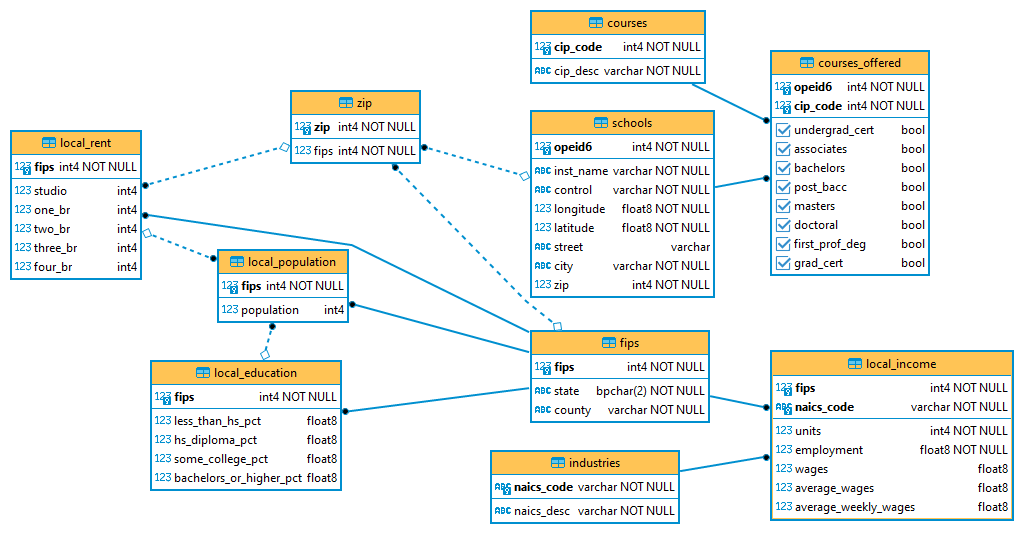 courses
123 cip_code int4 NOT NULL
ABC cip_desc varchar NOT NULL
courses_offered
123 opeid6 int4 NOT NULL
123 cip_code int4 NOT NULL
undergrad_cert bool
associates bool
bachelors bool
post_bacc bool
masters bool
doctoral bool
first_prof_deg bool
grad_cert bool
zip
123 zip int4 NOT NULL
123 fips int4 NOT NULL
schools
123 opeid6 int4 NOT NULL
ABC inst_name varchar NOT NULL
ABC control varchar NOT NULL
123 longitude float8 NOT NULL
123 latitude float8 NOT NULL
ABC street varchar
ABC city varchar NOT NULL
123 zip int4 NOT NULL
local_rent
123 fips int4 NOT NULL
123 studio int4
123 one_br int4
123 two_br int4
123 three_br int4
123 four_br int4
local_population
123 fips int4 NOT NULL
123 population int4
fips
123 fips int4 NOT NULL
ABC state bpchar(2) NOT NULL
ABC county varchar NOT NULL
local_education
123 fips int4 NOT NULL
123 less_than_hs_pct float8
123 hs_diploma_pct float8
123 some_college_pct float8
123 bachelors_or_higher_pct float8
local_income
123 fips int4 NOT NULL
ABC naics_code varchar NOT NULL
123 units int4 NOT NULL
123 employment float8 NOT NULL
123 wages float8
123 average_wages float8
123 average_weekly_wages float8
industries
ABC naics_code varchar NOT NULL
ABC naics_desc varchar NOT NULL